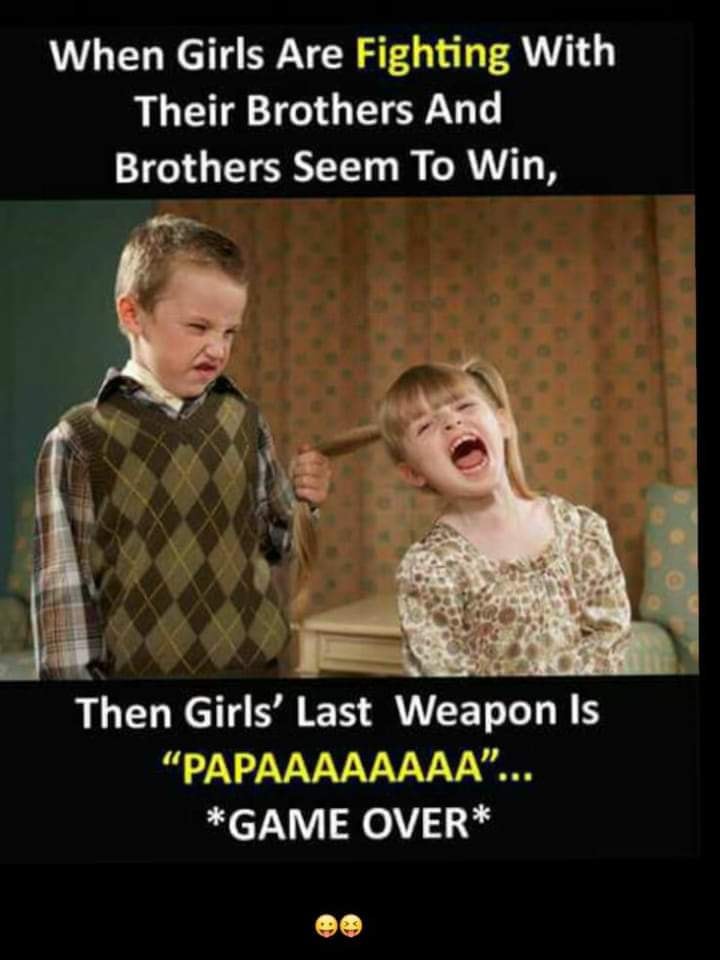 When Girls Are Fighting With
Their Brothers And
Brothers Seem To Win,
Then Girls’ Last Weapon Is
“PAPAAAAAAAA”...
*GAME OVER*
😛😝